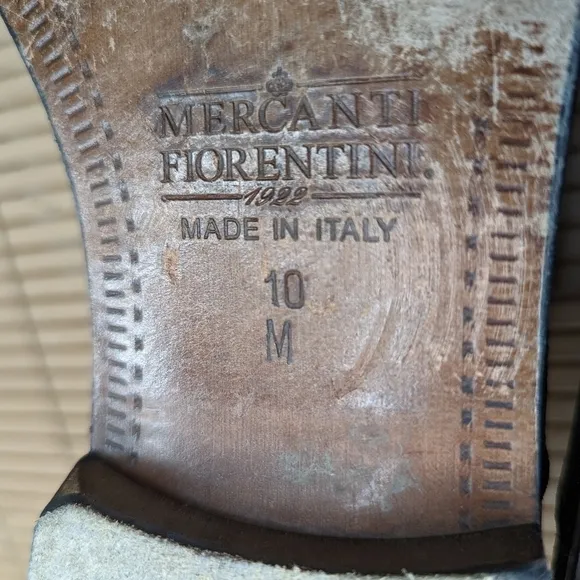 MERCANTI
FIORENTINI.
1922
MADE IN ITALY
10
M